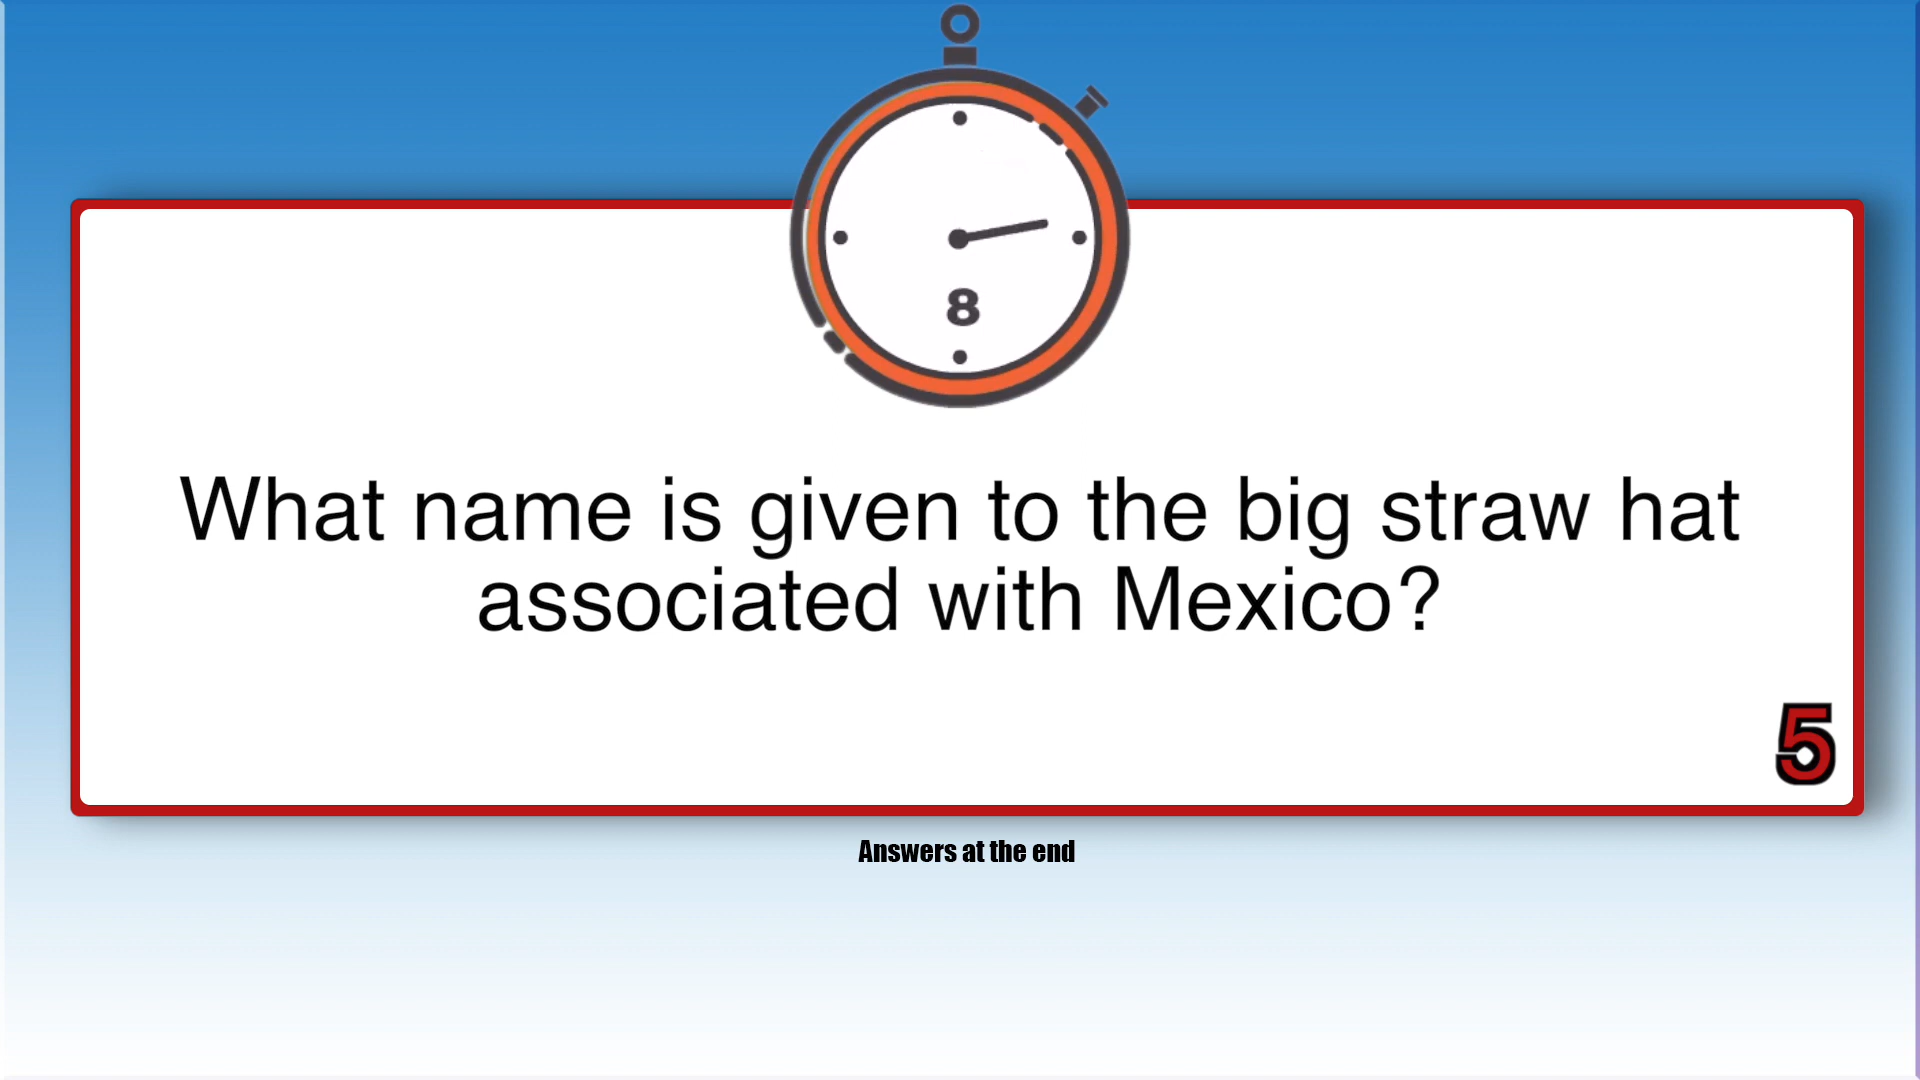 8
What name is given to the big straw hat
associated with Mexico?
5
Answers at the end